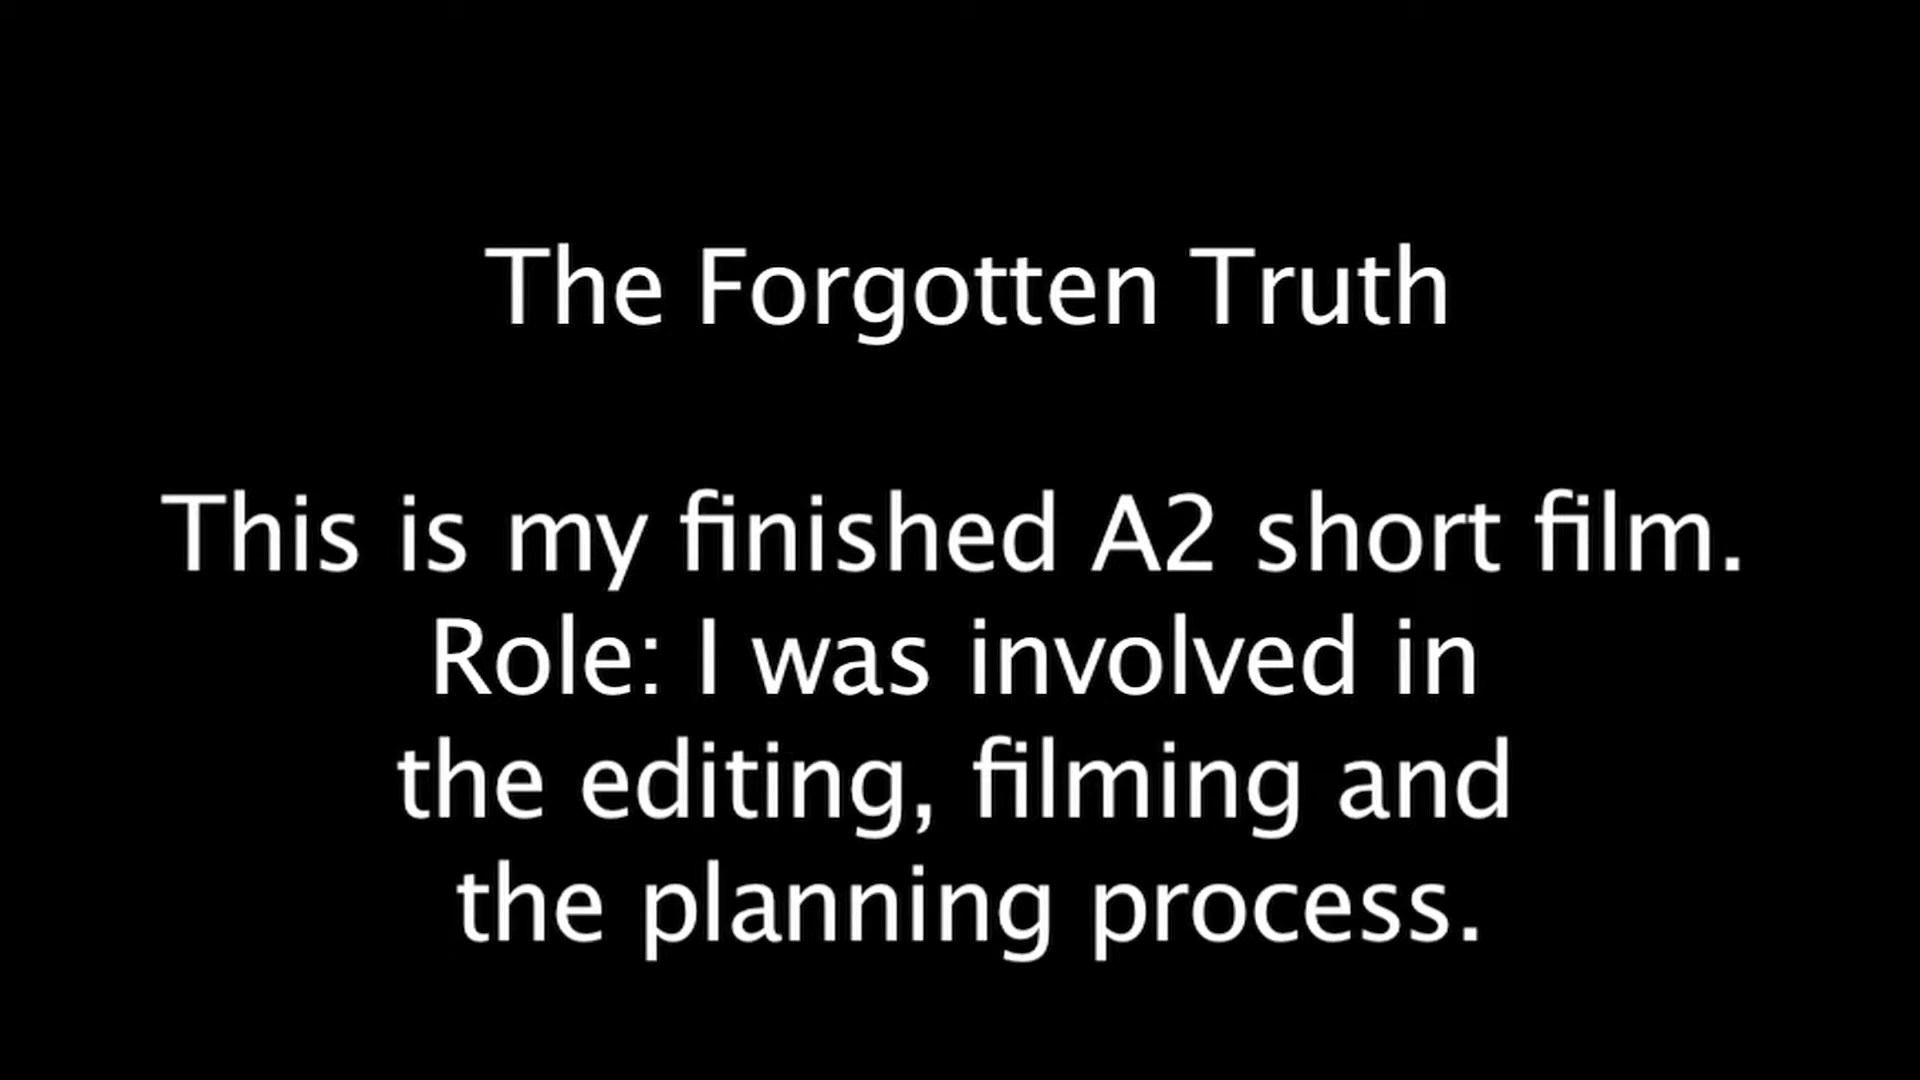 The Forgotten Truth
This is my finished A2 short film.
Role: I was involved in
the editing, filming and
the planning process.